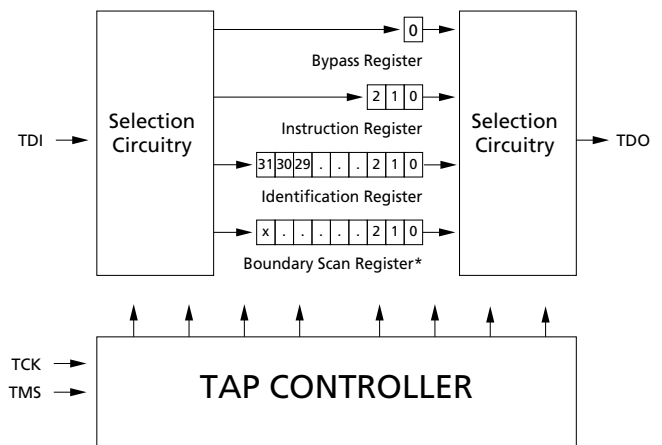 0
Bypass Register
2 1 0
Instruction Register
TDI
Selection
Circuitry
Selection
Circuitry
TDO
31 30 29 . . . 2 1 0
Identification Register
x . . . . . 2 1 0
Boundary Scan Register*
TCK
TMS
TAP CONTROLLER